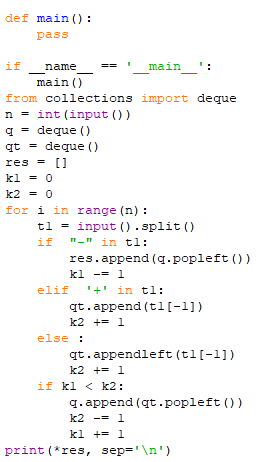 def main():
    pass

if __name__ == '__main__':
    main()
from collections import deque
n = int(input())
q = deque()
qt = deque()
res = []
k1 = 0
k2 = 0
for i in range(n):
    t1 = input().split()
    if  "-" in t1:
        res.append(q.popleft())
        k1 -= 1
    elif  '+' in t1:
        qt.append(t1[-1])
        k2 += 1
    else :
        qt.appendleft(t1[-1])
        k2 += 1
    if k1 < k2:
        q.append(qt.popleft())
        k2 -= 1
        k1 += 1
print(*res, sep='\n')